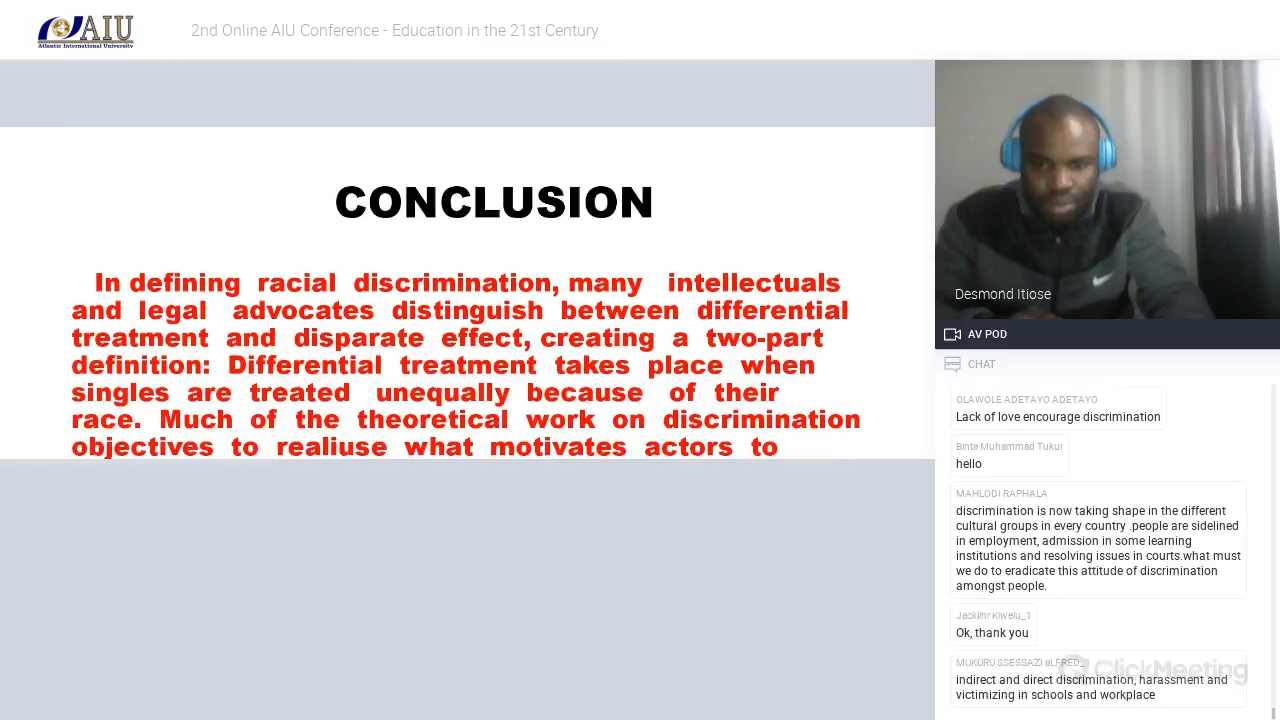 AIU
Atlantic International University
2nd Online AIU Conference - Education in the 21st Century
CONCLUSION
In defining racial discrimination, many intellectuals
and legal advocates distinguish between differential
treatment and disparate effect, creating a two-part
definition: Differential treatment takes place when
singles are treated unequally because of their
race. Much of the theoretical work on discrimination
objectives to realiuse what motivates actors to
Desmond Itiose
AV POD
CHAT
OLAWOLE ADETAYO ADETAYO
Lack of love encourage discrimination
Binta Muhammad Tukur
hello
MAHLODI RAPHALA
discrimination is now taking shape in the different
cultural groups in every country .people are sidelined
in employment, admission in some learning
institutions and resolving issues in courts.what must
we do to eradicate this attitude of discrimination
amongst people.
Kiwelu_1
Ok, thank you
MUKURU SSESSAZI aLFRED_
indirect and direct discrimination, harassment and
victimizing in schools and workplace
ClickMeeting